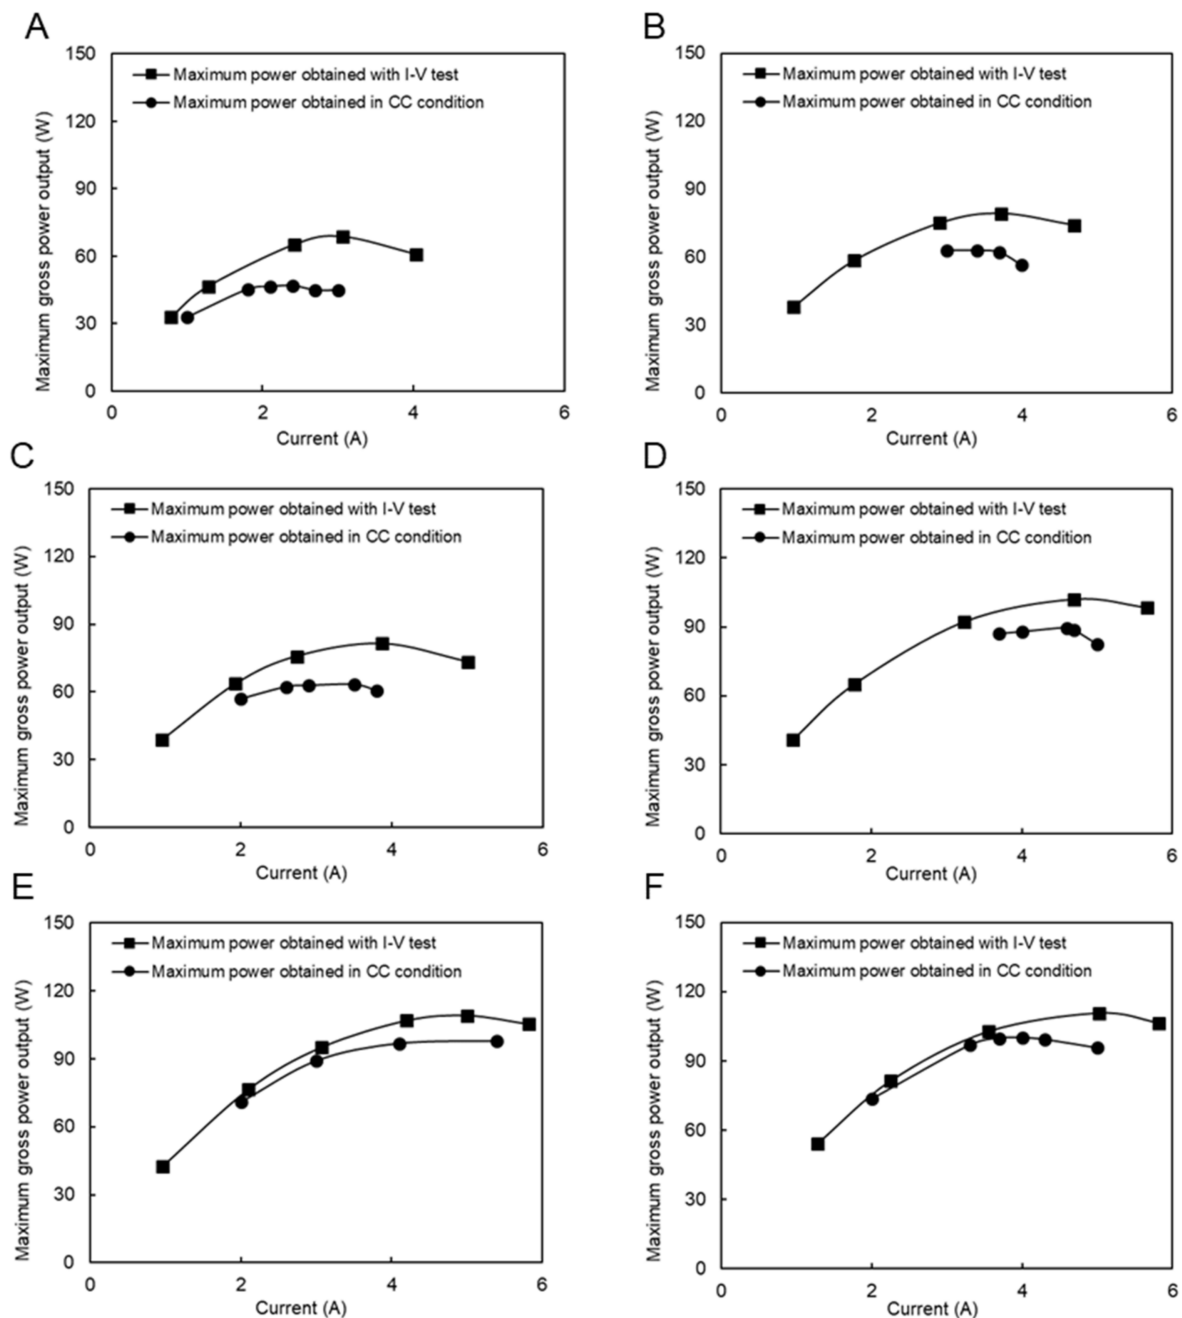 A
Maximum gross power output (W)
150
120
90
60
30
0
Maximum power obtained with I-V test
Maximum power obtained in CC condition
0 2 4 6
Current (A)
B
Maximum gross power output (W)
150
120
90
60
30
0
Maximum power obtained with I-V test
Maximum power obtained in CC condition
0 2 4 6
Current (A)
C
Maximum gross power output (W)
150
120
90
60
30
0
Maximum power obtained with I-V test
Maximum power obtained in CC condition
0 2 4 6
Current (A)
D
Maximum gross power output (W)
150
120
90
60
30
0
Maximum power obtained with I-V test
Maximum power obtained in CC condition
0 2 4 6
Current (A)
E
Maximum gross power output (W)
150
120
90
60
30
0
Maximum power obtained with I-V test
Maximum power obtained in CC condition
0 2 4 6
Current (A)
F
Maximum gross power output (W)
150
120
90
60
30
0
Maximum power obtained with I-V test
Maximum power obtained in CC condition
0 2 4 6
Current (A)